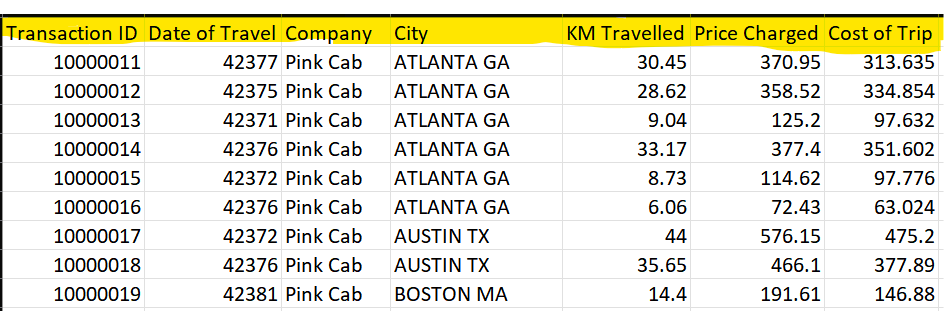 Transaction ID Date of Travel Company City KM Travelled Price Charged Cost of Trip
10000011 42377 Pink Cab ATLANTA GA 30.45 370.95 313.635
10000012 42375 Pink Cab ATLANTA GA 28.62 358.52 334.854
10000013 42371 Pink Cab ATLANTA GA 9.04 125.2 97.632
10000014 42376 Pink Cab ATLANTA GA 33.17 377.4 351.602
10000015 42372 Pink Cab ATLANTA GA 8.73 114.62 97.776
10000016 42376 Pink Cab ATLANTA GA 6.06 72.43 63.024
10000017 42372 Pink Cab AUSTIN TX 44 576.15 475.2
10000018 42376 Pink Cab AUSTIN TX 35.65 466.1 377.89
10000019 42381 Pink Cab BOSTON MA 14.4 191.61 146.88